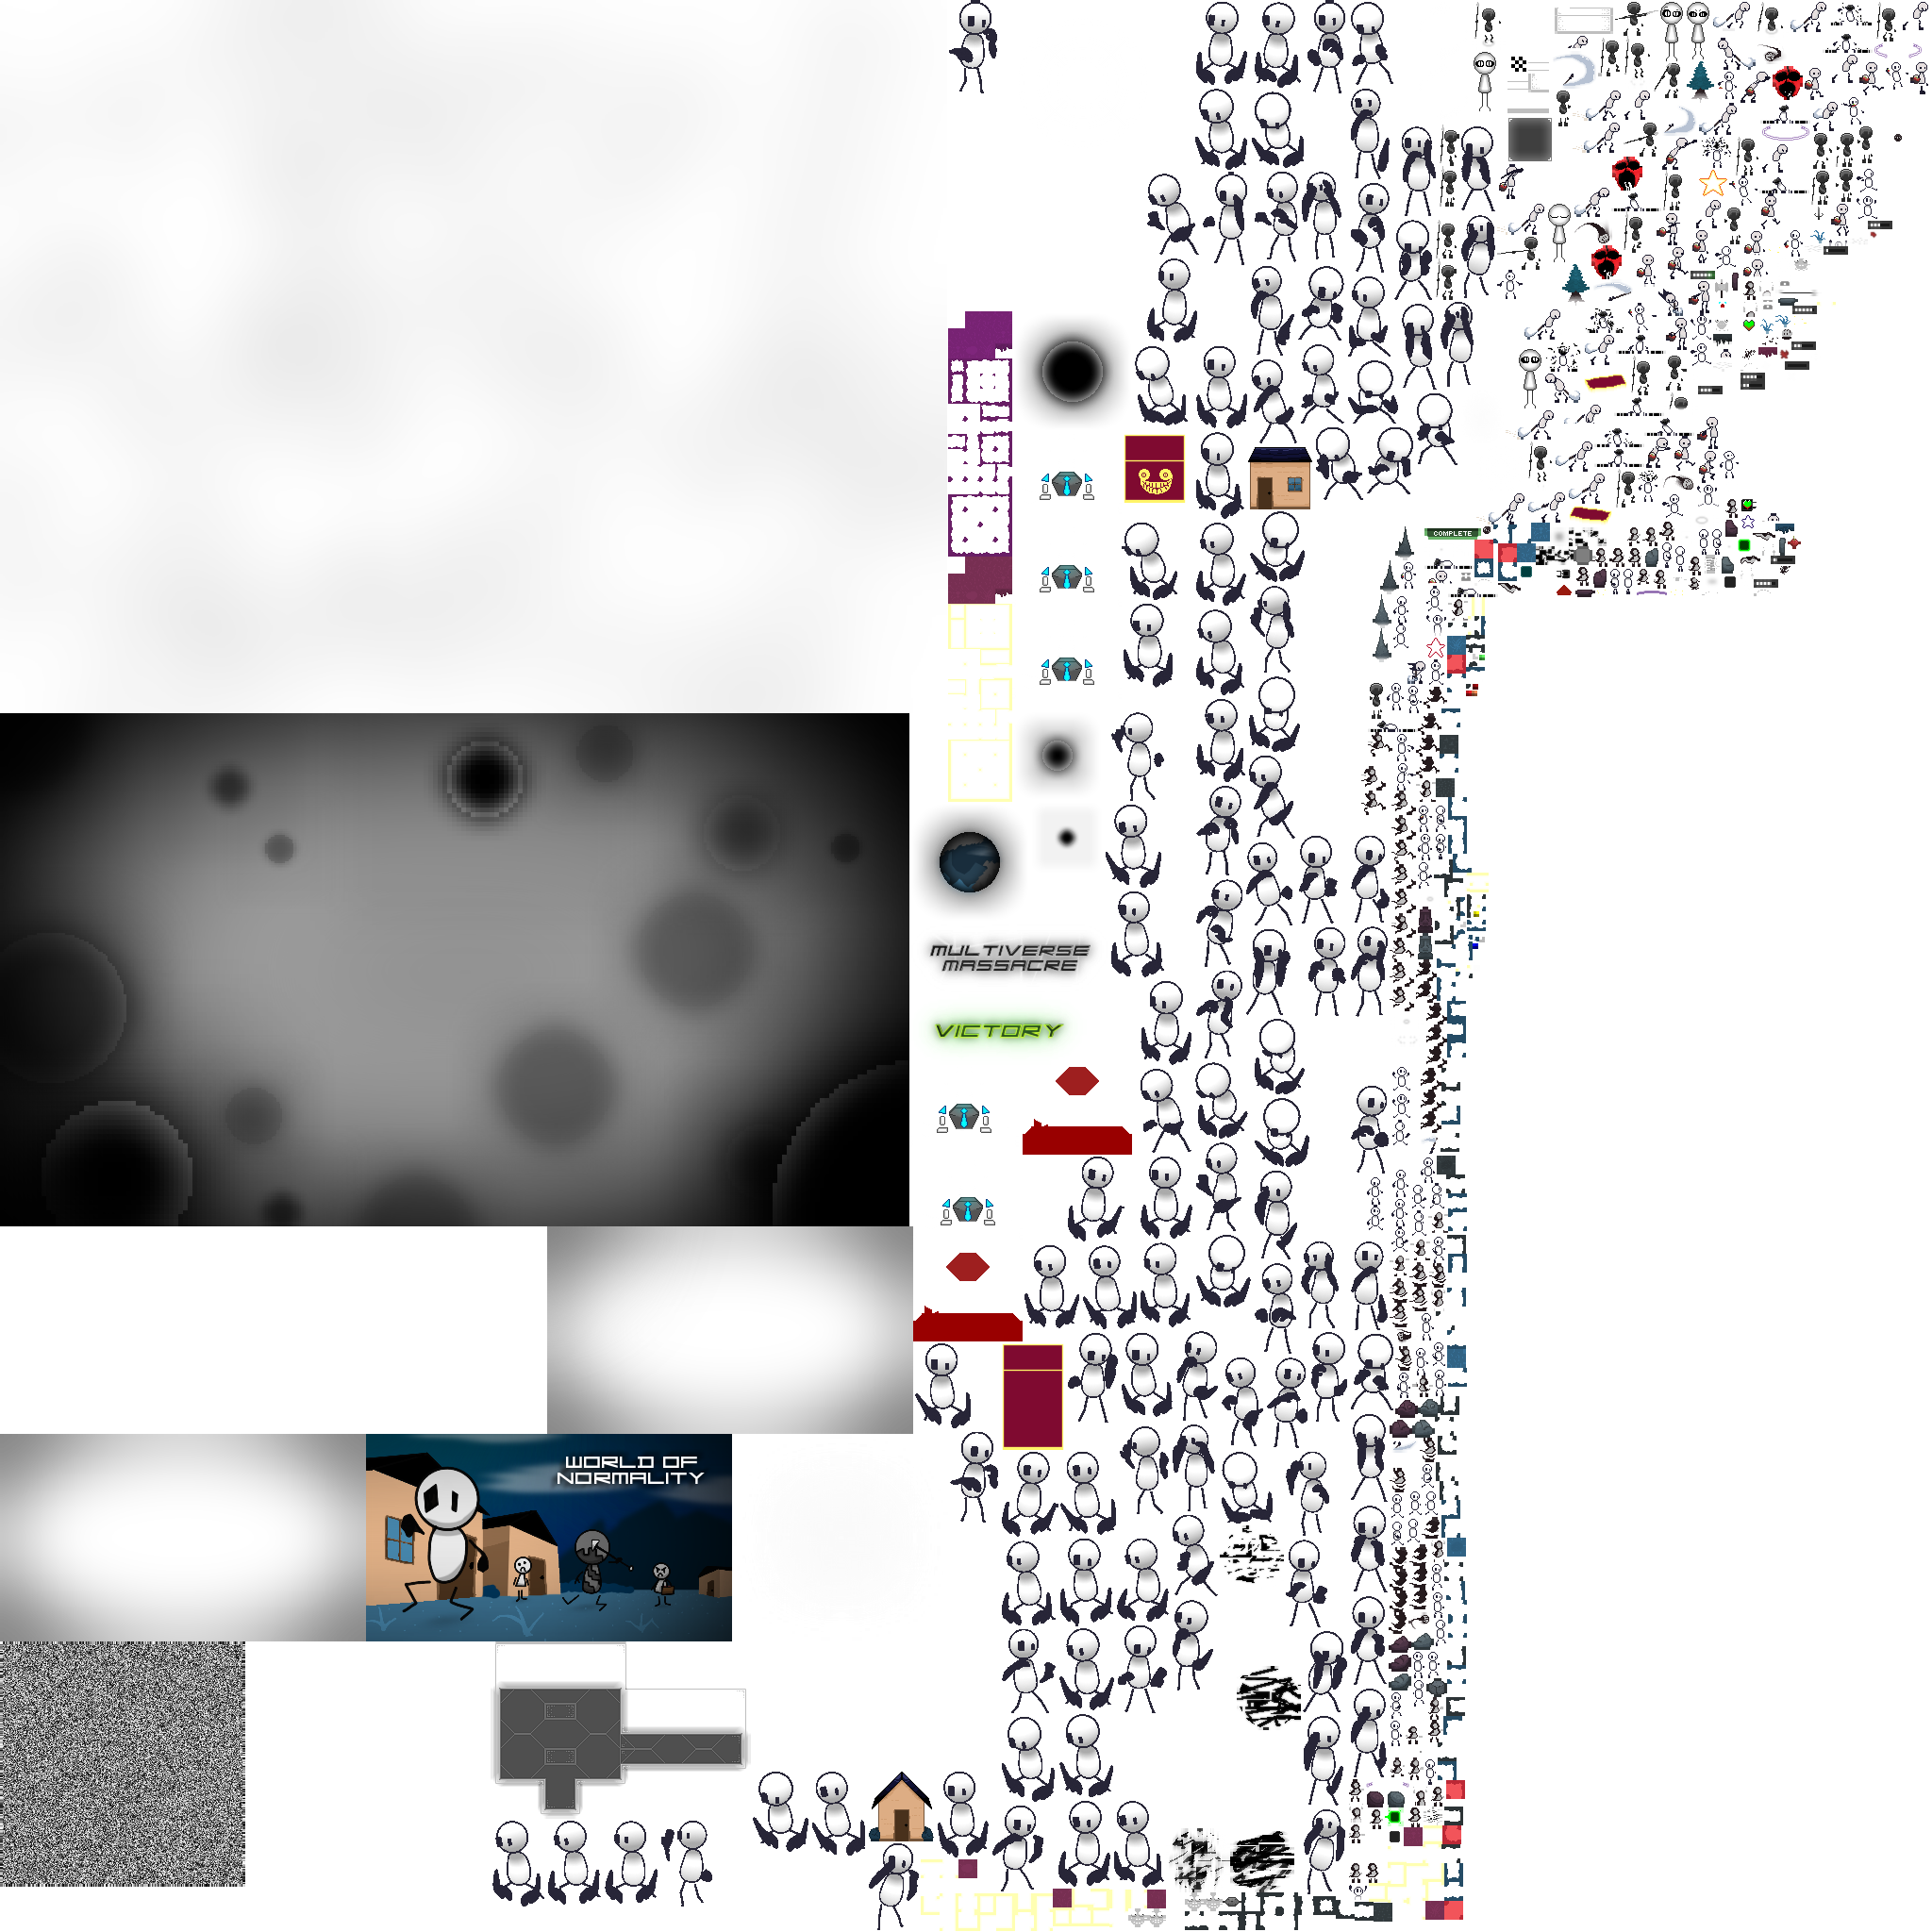 COMPLETE
MULTIVERSE
MASSACRE
VICTORY
WORLD OF
NORMALITY